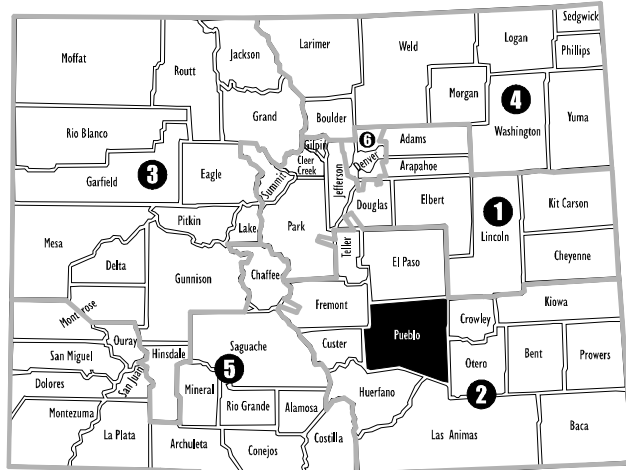 Sedgwick
Moffat
Routt
Jackson
Larimer
Weld
Logan
Phillips
Grand
Morgan
4
Washington
Yuma
Rio Blanco
Boulder
6
Adams
Gilpin
Denver
Cleer
Creek
Arapahoe
3
Garfield
Eagle
Summit
Jefferson
Douglas
Elbert
1
Lincoln
Kit Carson
Mesa
Pitkin
Lake
Park
Teller
El Paso
Cheyenne
Delta
Gunnison
Chaffee
Montrose
Fremont
Crowley
Kiowa
Ouray
Saguache
Custer
Pueblo
San Miguel
Hinsdale
5
Otero
Bent
Prowers
Dolores
San Juan
Mineral
Rio Grande
Alamosa
Huerfano
2
Montezuma
La Plata
Archuleta
Conejos
Costilla
Las Animas
Baca